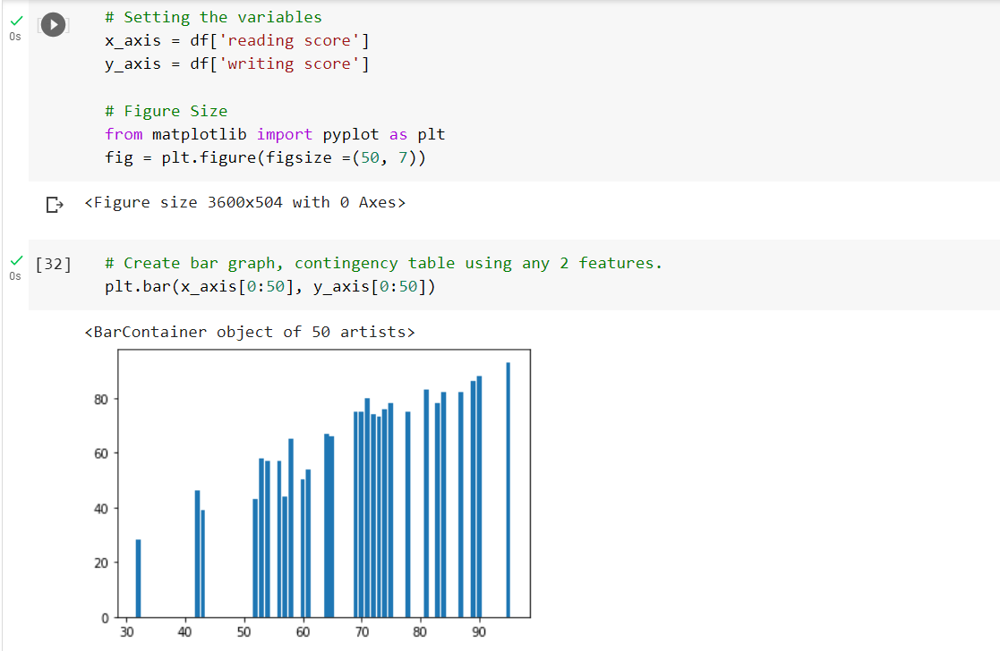 # Setting the variables
0s
x_axis = df['reading score']
y_axis = df['writing score']
# Figure Size
from matplotlib import pyplot as plt
fig = plt.figure(figsize =(50, 7))
<Figure size 3600x504 with 0 Axes>
[32]
0s
# Create bar graph, contingency table using any 2 features.
plt.bar(x_axis[0:50], y_axis[0:50])
<BarContainer object of 50 artists>
80
60
40
20
0
30 40 50 60 70 80 90